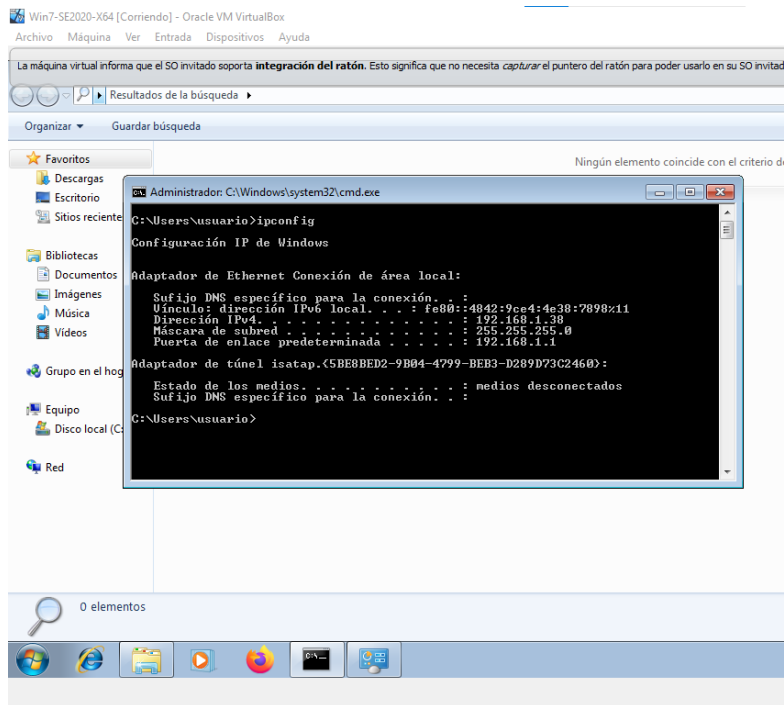 Win7-SE2020-X64 [Corriendo] - Oracle VM VirtualBox
Archivo Máquina Ver Entrada Dispositivos Ayuda
La máquina virtual informa que el SO invitado soporta integración del ratón. Esto significa que no necesita capturar el puntero del ratón para poder usarlo en su SO invitad
Resultados de la búsqueda
Organizar Guardar búsqueda
Favoritos
Descargas
Escritorio
Sitios reciente
Bibliotecas
Documentos
Imágenes
Música
Vídeos
Grupo en el hog
Equipo
Disco local (C:
Red
Ningún elemento coincide con el criterio d
Administrador: C:\Windows\system32\cmd.exe
C:\Users\usuario>ipconfig
Configuración IP de Windows
Adaptador de Ethernet Conexión de área local:
Sufijo DNS específico para la conexión. . :
Vínculo: dirección IPv6 local. . . : fe80::4842:9ce4:4e38:7898%11
Dirección IPv4. . . . . . . . . . . . . . : 192.168.1.38
Máscara de subred . . . . . . . . . . . . : 255.255.255.0
Puerta de enlace predeterminada . . . . . : 192.168.1.1
Adaptador de túnel isatap.{5BE8BED2-9B04-4799-BEB3-D289D73C2460}:
Estado de los medios. . . . . . . . . . . : medios desconectados
Sufijo DNS específico para la conexión. . :
C:\Users\usuario>
0 elementos